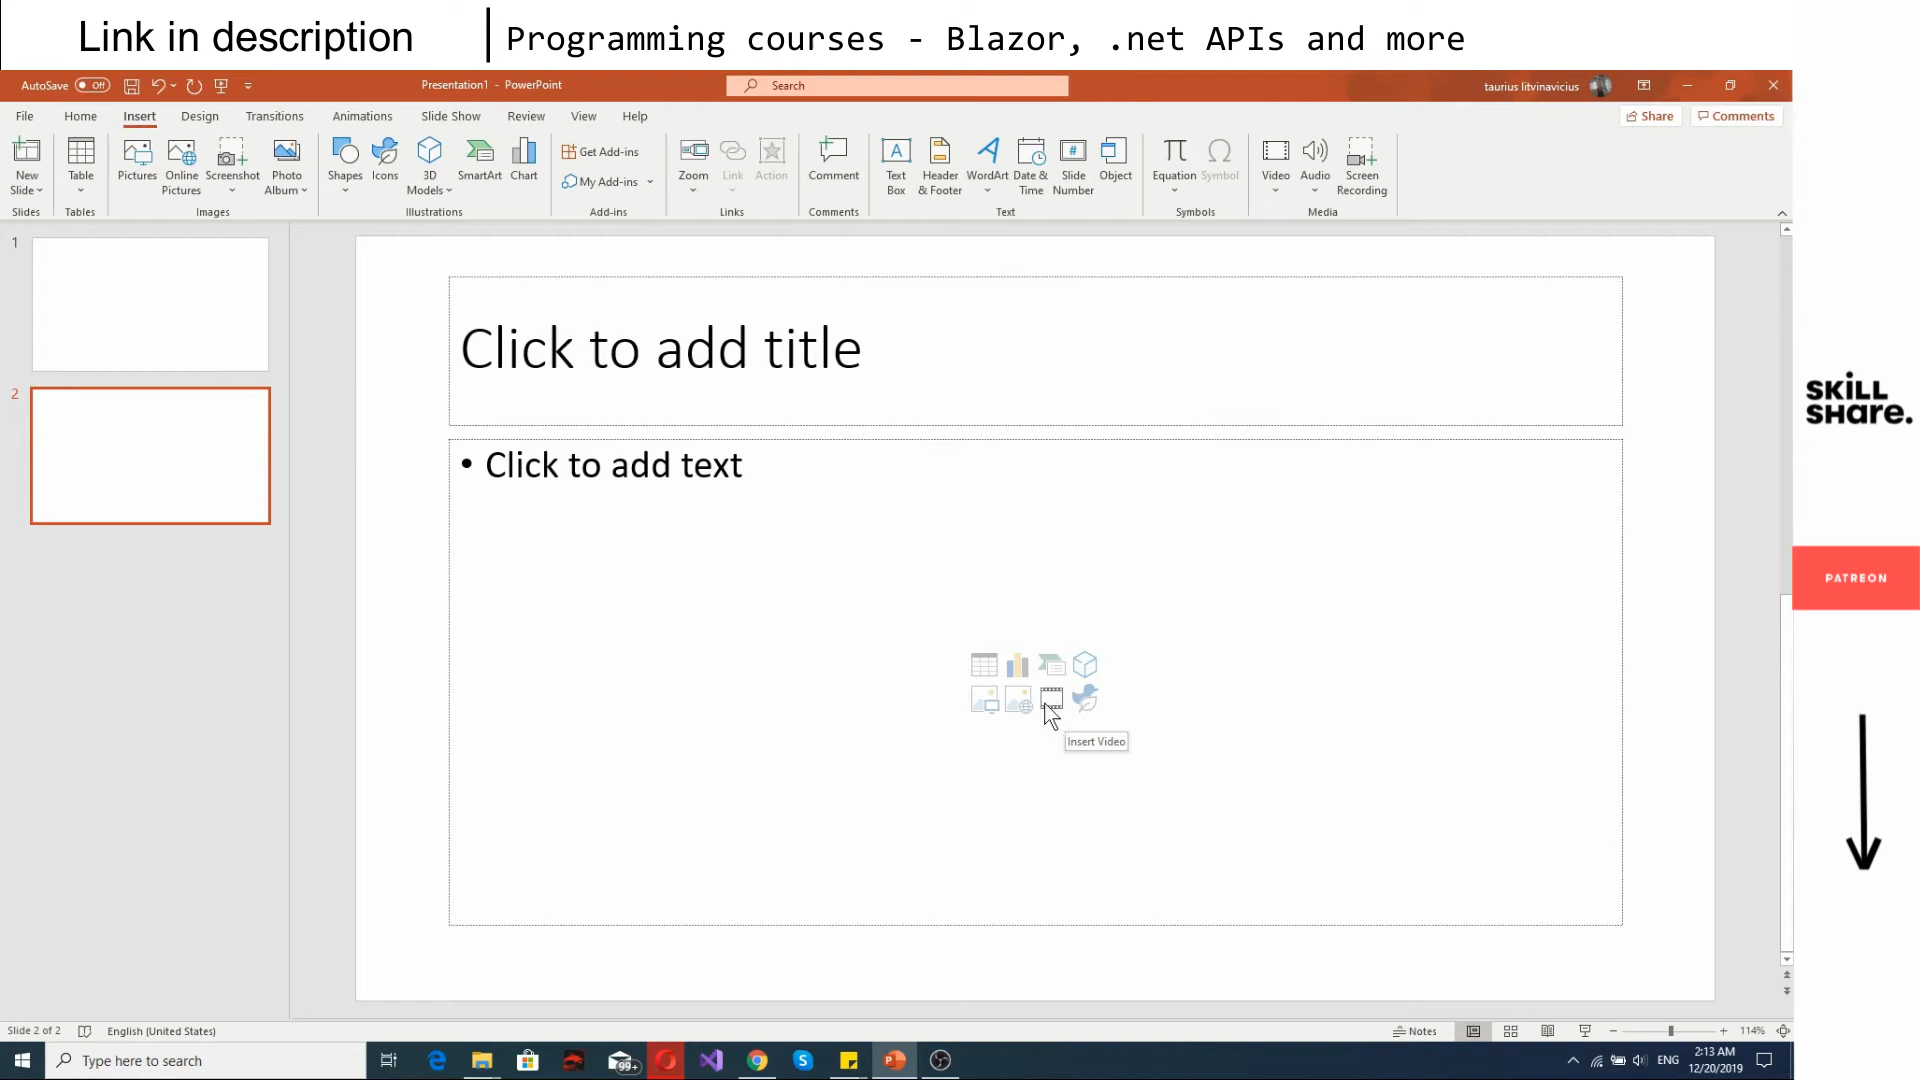 Link in description
Programming courses - Blazor, .net APIs and more
AutoSave Off
Presentation1 - PowerPoint
Search
taurius litvinavicius
File Home Insert Design Transitions Animations Slide Show Review View Help
Share Comments
New Slide
Table
Pictures
Online Pictures
Screenshot
Photo Album
Shapes
Icons
3D Models
SmartArt
Chart
Get Add-ins
My Add-ins
Zoom
Link
Action
Comment
Text Box
Header & Footer
WordArt
Date & Time
Slide Number
Object
Equation
Symbol
Video
Audio
Screen Recording
Slides Tables Images Illustrations Add-ins Links Comments Text Symbols Media
1
2
Click to add title
• Click to add text
Insert Video
SKILL
SHare.
PATREON
Slide 2 of 2 English (United States)
Notes
114%
Type here to search
99+
ENG
2:13 AM
12/20/2019